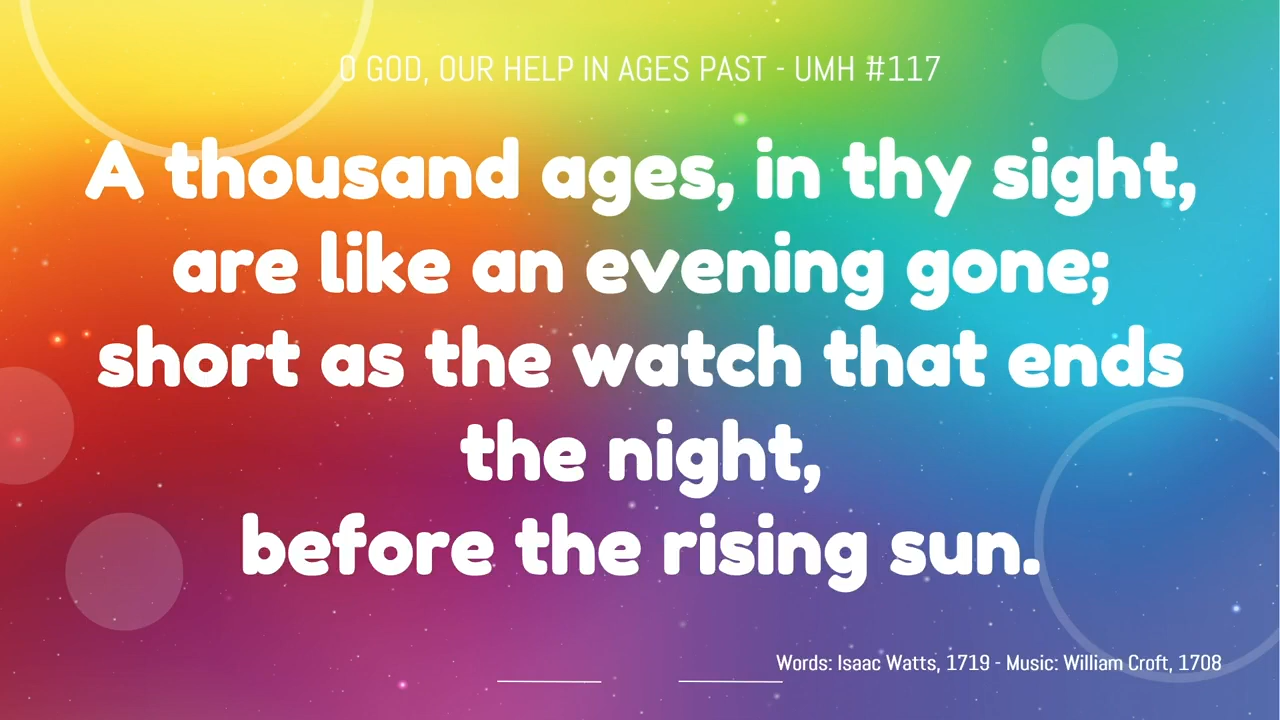 O GOD, OUR HELP IN AGES PAST - UMH #117
A thousand ages, in thy sight,
are like an evening gone;
short as the watch that ends
the night,
before the rising sun.
Words: Isaac Watts, 1719 - Music: William Croft, 1708